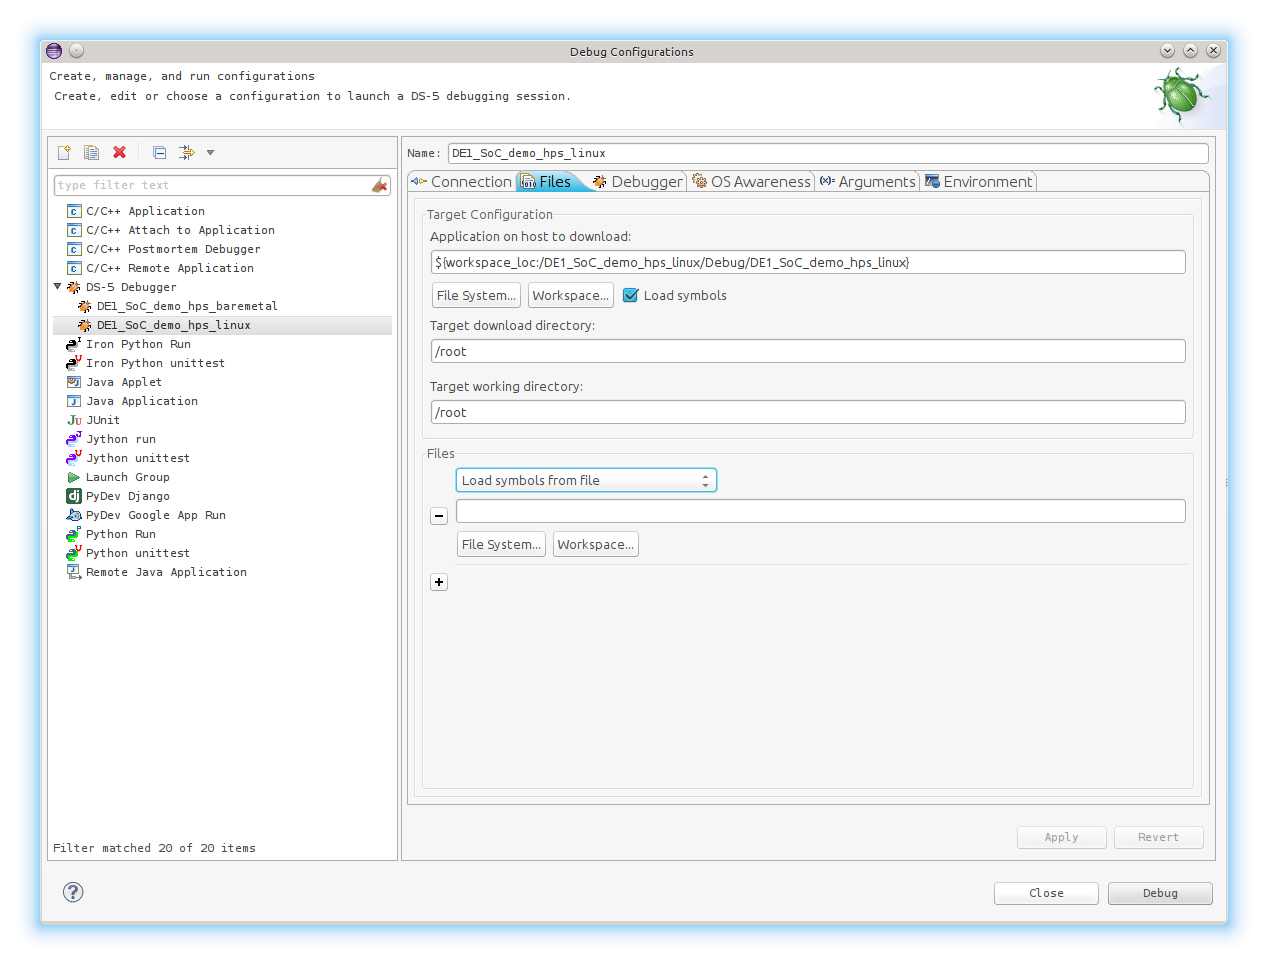 Debug Configurations
Create, manage, and run configurations
Create, edit or choose a configuration to launch a DS-5 debugging session.
type filter text
C/C++ Application
C/C++ Attach to Application
C/C++ Postmortem Debugger
C/C++ Remote Application
DS-5 Debugger
DE1_SoC_demo_hps_baremetal
DE1_SoC_demo_hps_linux
Iron Python Run
Iron Python unittest
Java Applet
Java Application
JUnit
Jython run
Jython unittest
Launch Group
PyDev Django
PyDev Google App Run
Python Run
Python unittest
Remote Java Application
Filter matched 20 of 20 items
Name: DE1_SoC_demo_hps_linux
Connection Files Debugger OS Awareness Arguments Environment
Target Configuration
Application on host to download:
${workspace_loc:/DE1_SoC_demo_hps_linux/Debug/DE1_SoC_demo_hps_linux}
File System... Workspace... Load symbols
Target download directory:
/root
Target working directory:
/root
Files
Load symbols from file
File System... Workspace...
Apply Revert
Close Debug